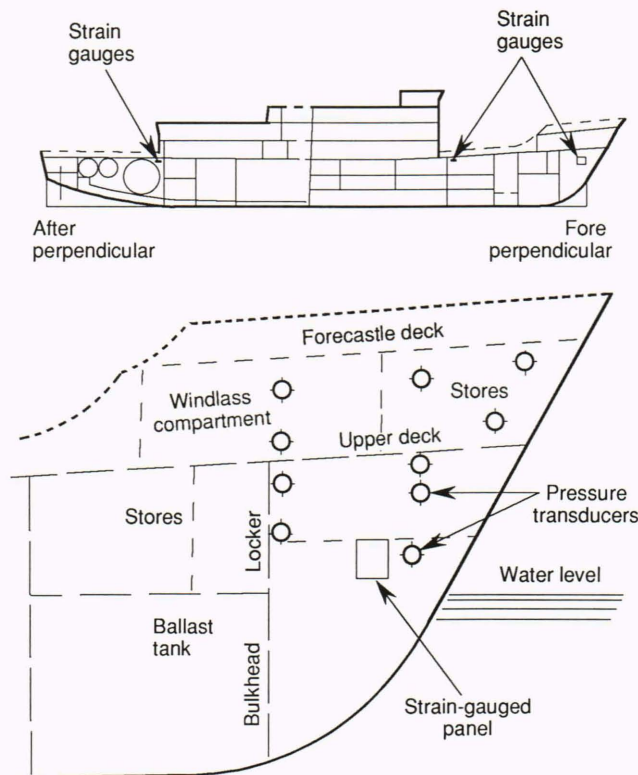 Strain
gauges
Strain
gauges
After
perpendicular
Fore
perpendicular
Forecastle deck
Windlass
compartment
Stores
Upper deck
Stores
Locker
Pressure
transducers
Water level
Ballast
tank
Bulkhead
Strain-gauged
panel